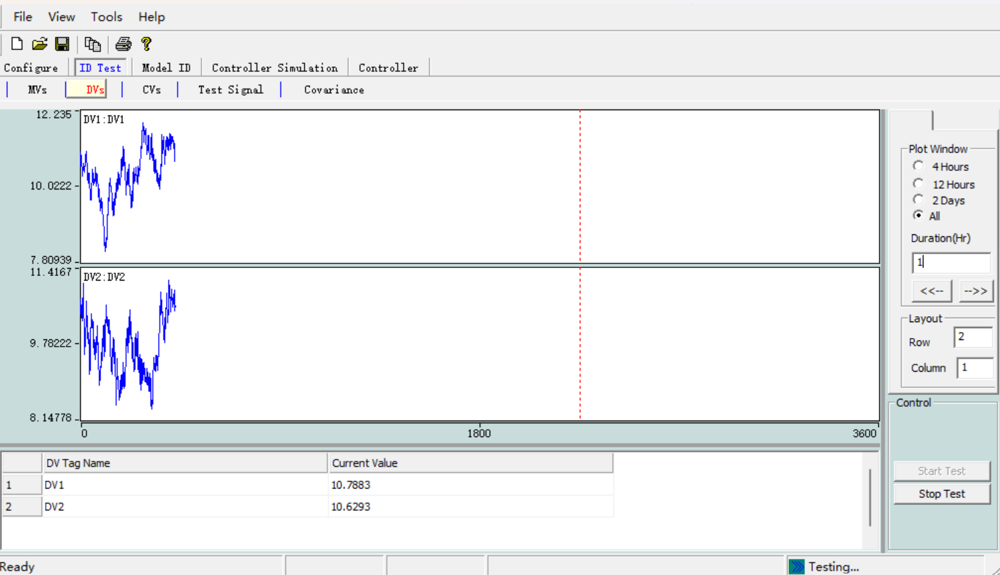 File View Tools Help
Configure ID Test Model ID Controller Simulation Controller
MVs DVs CVs Test Signal Covariance
12.235
DV1:DV1
10.0222
7.80939
11.4167
DV2:DV2
9.78222
8.14778
0 1800 3600
Plot Window
4 Hours
12 Hours
2 Days
All
Duration(Hr)
1
<<-- -->>
Layout
Row 2
Column 1
Control
Start Test
Stop Test
DV Tag Name Current Value
1 DV1 10.7883
2 DV2 10.6293
Ready Testing...